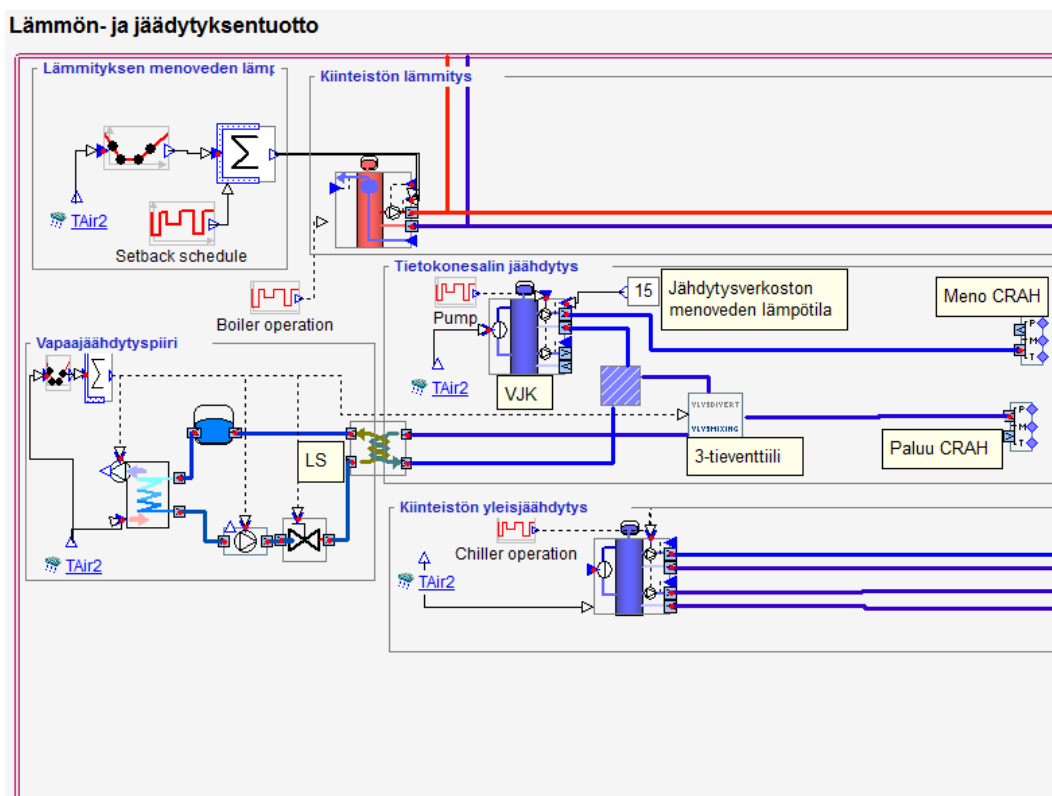 Lämmön- ja jäädytyksentuotto
Lämmityksen menoveden lämp
Kiinteistön lämmitys
TAir2
Setback schedule
Boiler operation
Tietokonesalin jäähdytys
Pump
15
Jähdytysverkoston
menoveden lämpötila
Meno CRAH
P
M
T
TAir2
VJK
Vapaajäähdytyspiiri
VLVSDIVERT
VLVSMIXING
3-tieventtiili
Paluu CRAH
P
M
T
LS
TAir2
Kiinteistön yleisjäähdytys
Chiller operation
TAir2